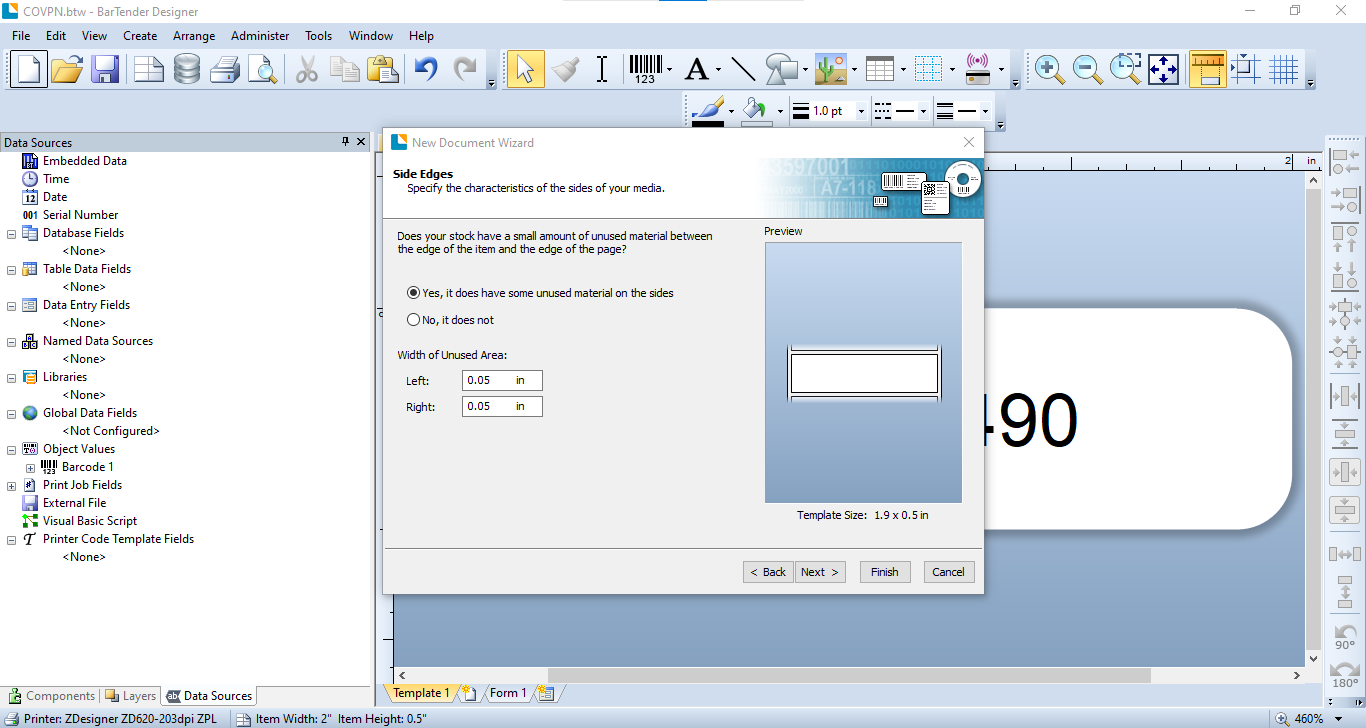 COVPN.btw - BarTender Designer
File Edit View Create Arrange Administer Tools Window Help
123
A
1.0 pt
Data Sources
Embedded Data
Time
12 Date
001 Serial Number
Database Fields
<None>
Table Data Fields
<None>
Data Entry Fields
<None>
Named Data Sources
<None>
Libraries
<None>
Global Data Fields
<Not Configured>
Object Values
123 Barcode 1
Print Job Fields
External File
Visual Basic Script
T Printer Code Template Fields
<None>
Components Layers Data Sources
New Document Wizard
Side Edges
Specify the characteristics of the sides of your media.
3597001
A7-118
Does your stock have a small amount of unused material between
the edge of the item and the edge of the page?
Yes, it does have some unused material on the sides
No, it does not
Width of Unused Area:
Left: 0.05 in
Right: 0.05 in
Preview
Template Size: 1.9 x 0.5 in
< Back Next > Finish Cancel
2 in
490
90°
180°
Template 1 Form 1
Printer: ZDesigner ZD620-203dpi ZPL Item Width: 2" Item Height: 0.5" 460%